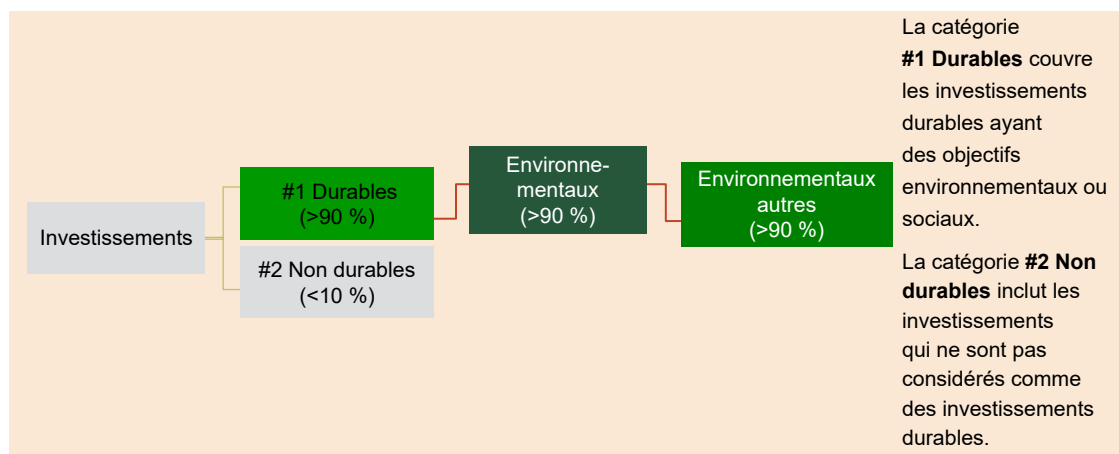 Investissements
#1 Durables
(>90 %)
#2 Non durables
(<10 %)
Environne-
mentaux
(>90 %)
Environnementaux
autres
(>90 %)
La catégorie
#1 Durables couvre
les investissements
durables ayant
des objectifs
environnementaux ou
sociaux.
La catégorie #2 Non
durables inclut les
investissements
qui ne sont pas
considérés comme
des investissements
durables.